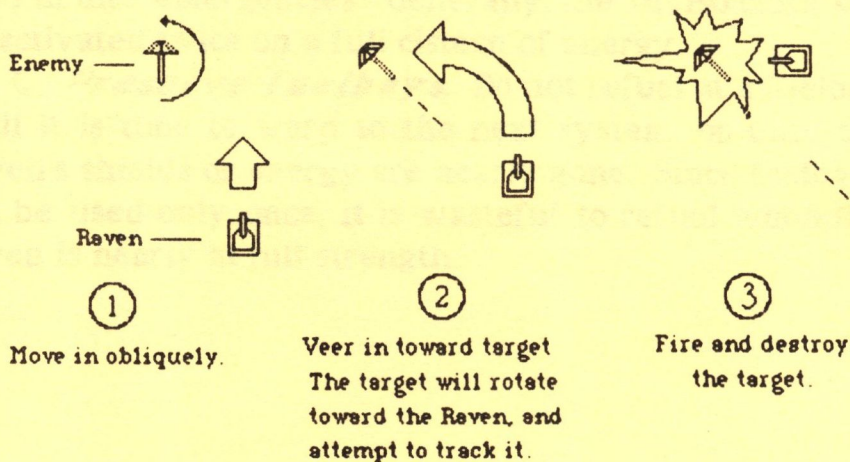 Enemy
Raven
1
2
3
Move in obliquely.
Veer in toward target
The target will rotate
toward the Raven, and
attempt to track it.
Fire and destroy
the target.